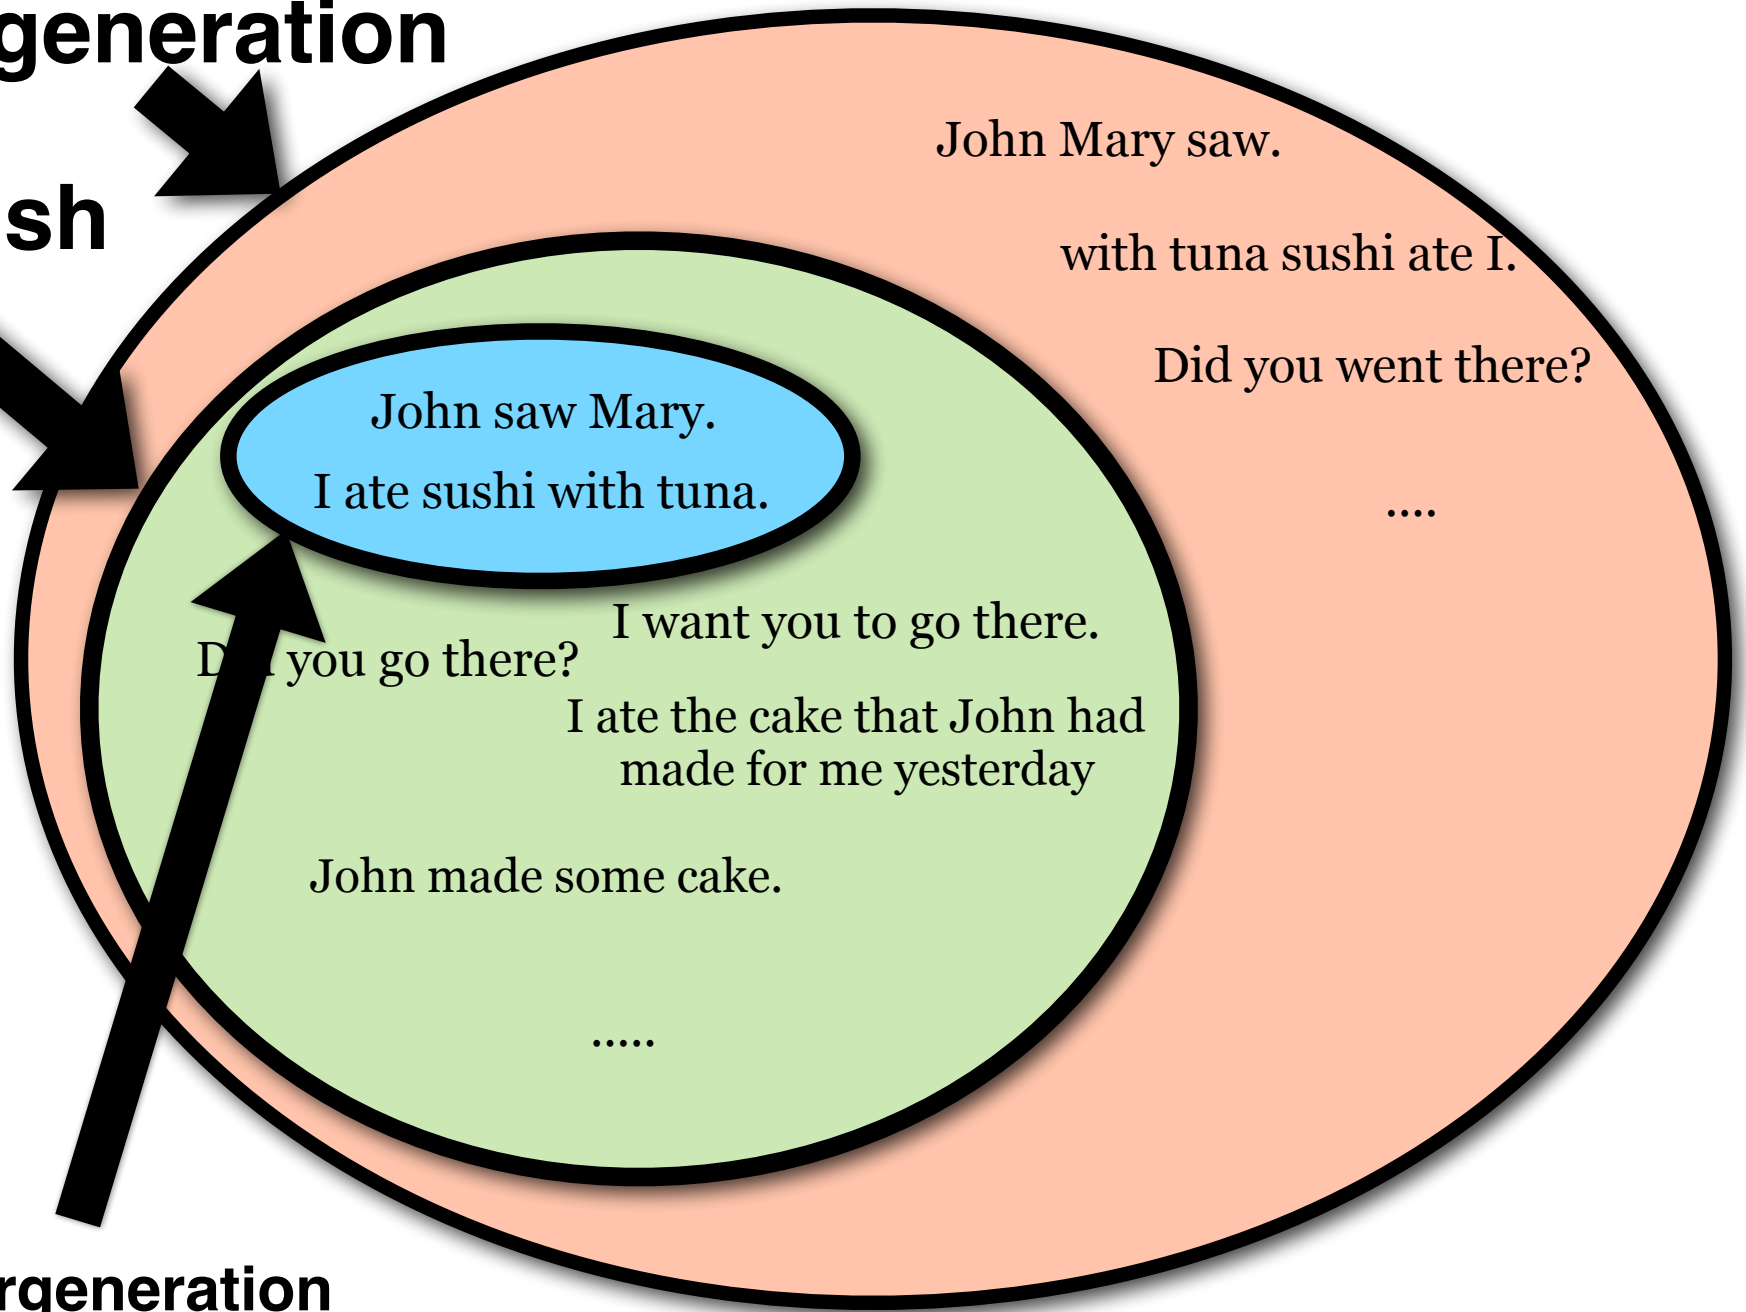 generation
John Mary saw.
sh
with tuna sushi ate I.
Did you went there?
John saw Mary.
I ate sushi with tuna.
....
I want you to go there.
you go there?
I ate the cake that John had
made for me yesterday
John made some cake.
.....
rgeneration